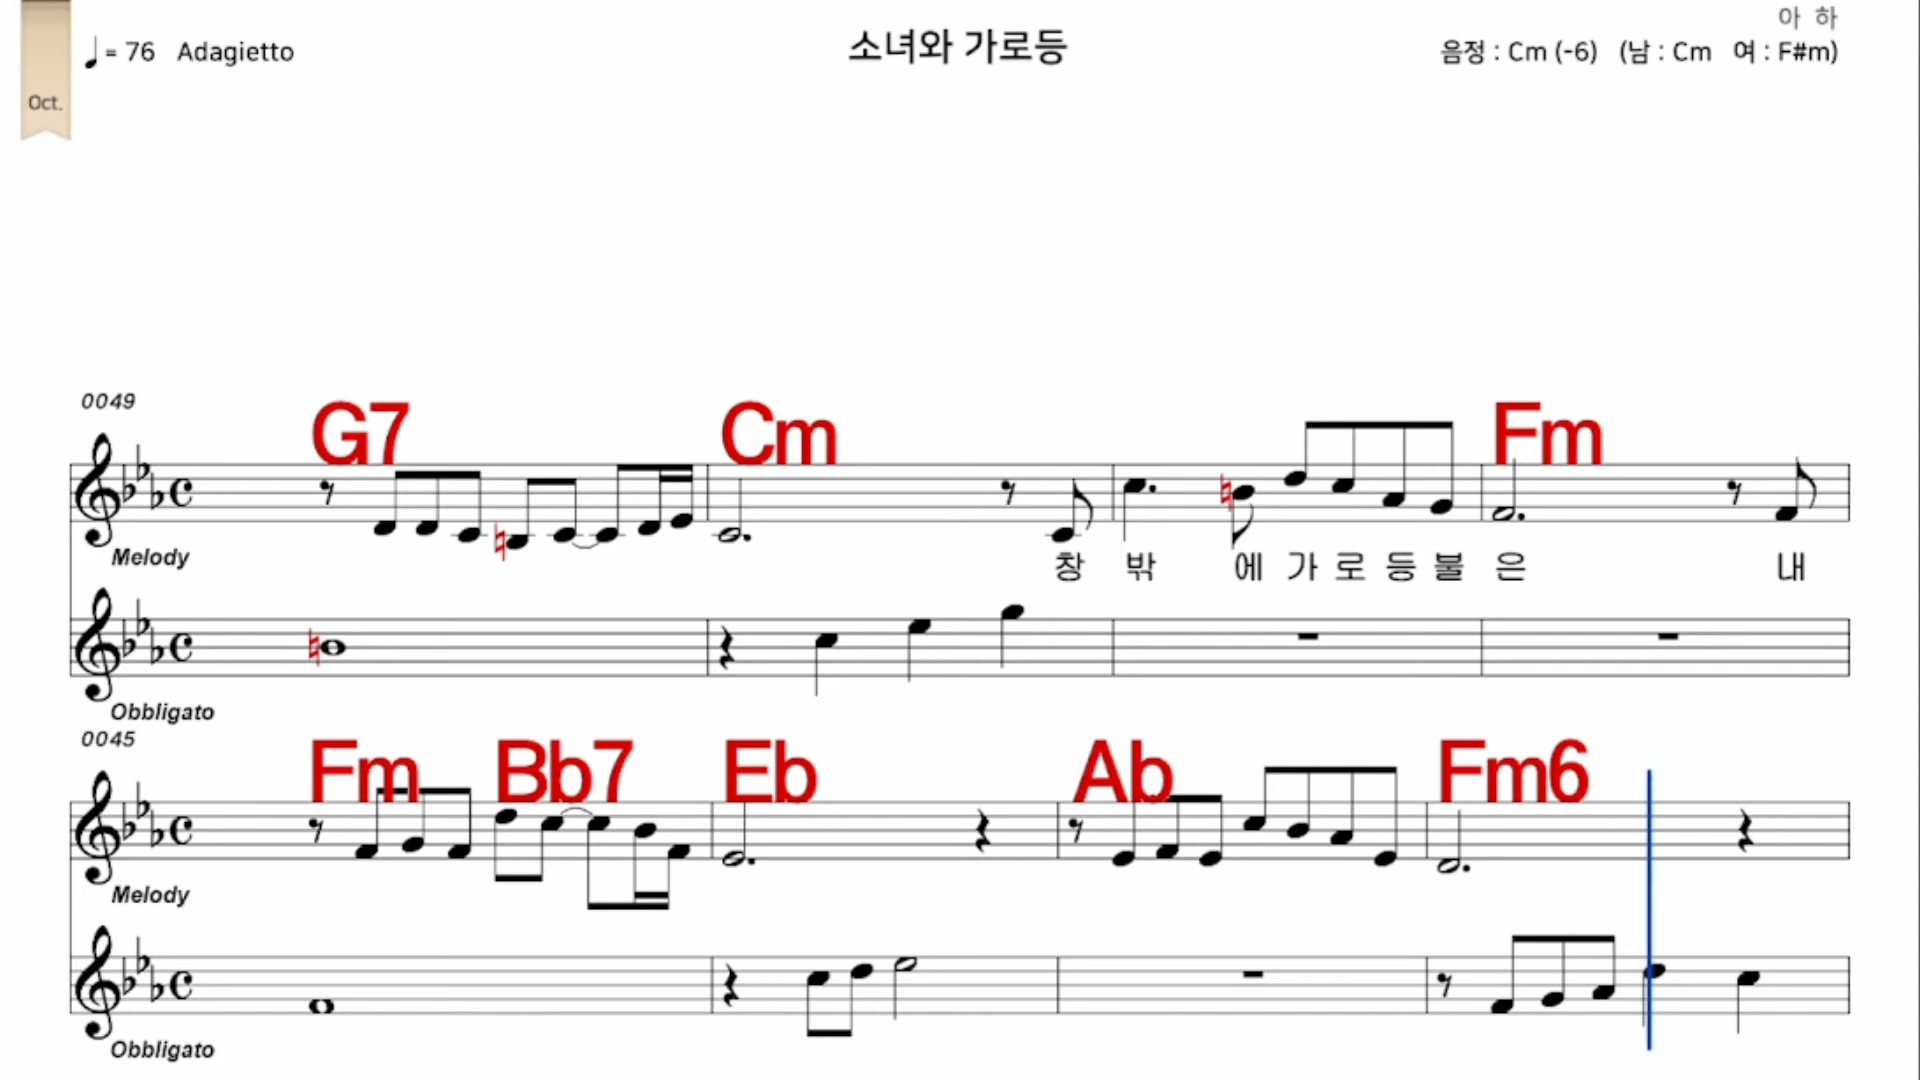 아 하
♩= 76 Adagietto
소녀와 가로등
음정 : Cm (-6) (남 : Cm 여 : F#m)
Oct.
0049
G7 Cm Fm
Melody
창 밖 에 가 로 등 불 은 내
Obbligato
0045
Fm Bb7 Eb Ab Fm6
Melody
Obbligato